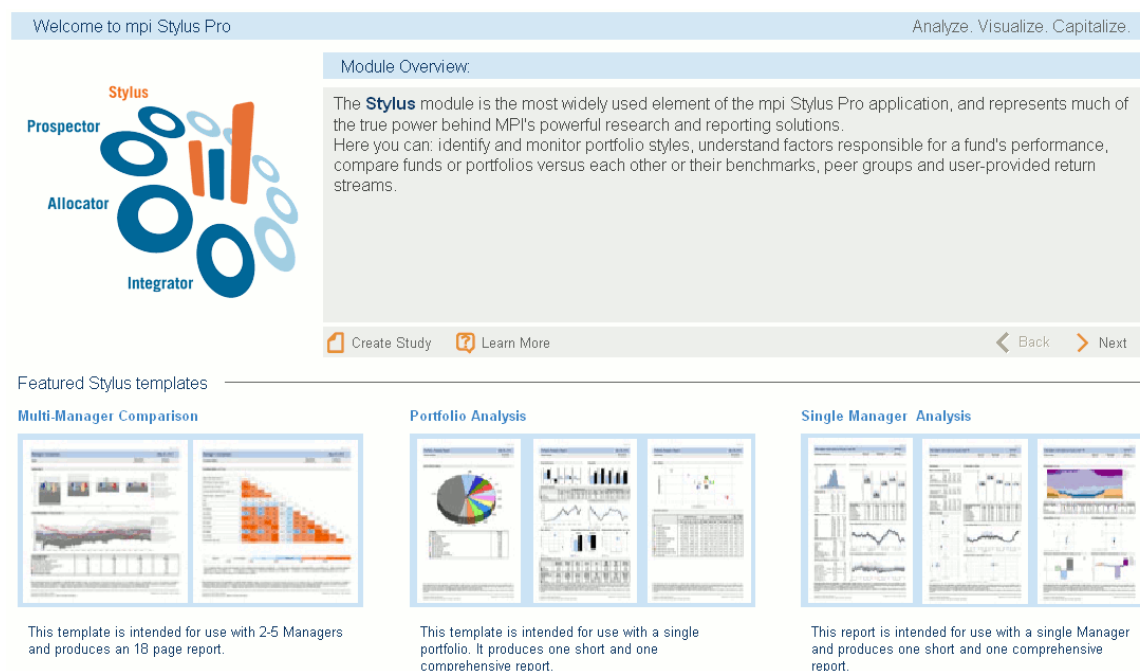 Welcome to mpi Stylus Pro
Analyze. Visualize. Capitalize.
Stylus
Prospector
Allocator
Integrator
Module Overview:
The Stylus module is the most widely used element of the mpi Stylus Pro application, and represents much of
the true power behind MPI's powerful research and reporting solutions.
Here you can: identify and monitor portfolio styles, understand factors responsible for a fund's performance,
compare funds or portfolios versus each other or their benchmarks, peer groups and user-provided return
streams.
Create Study
Learn More
Back
Next
Featured Stylus templates
Multi-Manager Comparison
This template is intended for use with 2-5 Managers
and produces an 18 page report.
Portfolio Analysis
This template is intended for use with a single
portfolio. It produces one short and one
comprehensive report.
Single Manager Analysis
This report is intended for use with a single Manager
and produces one short and one comprehensive
report.